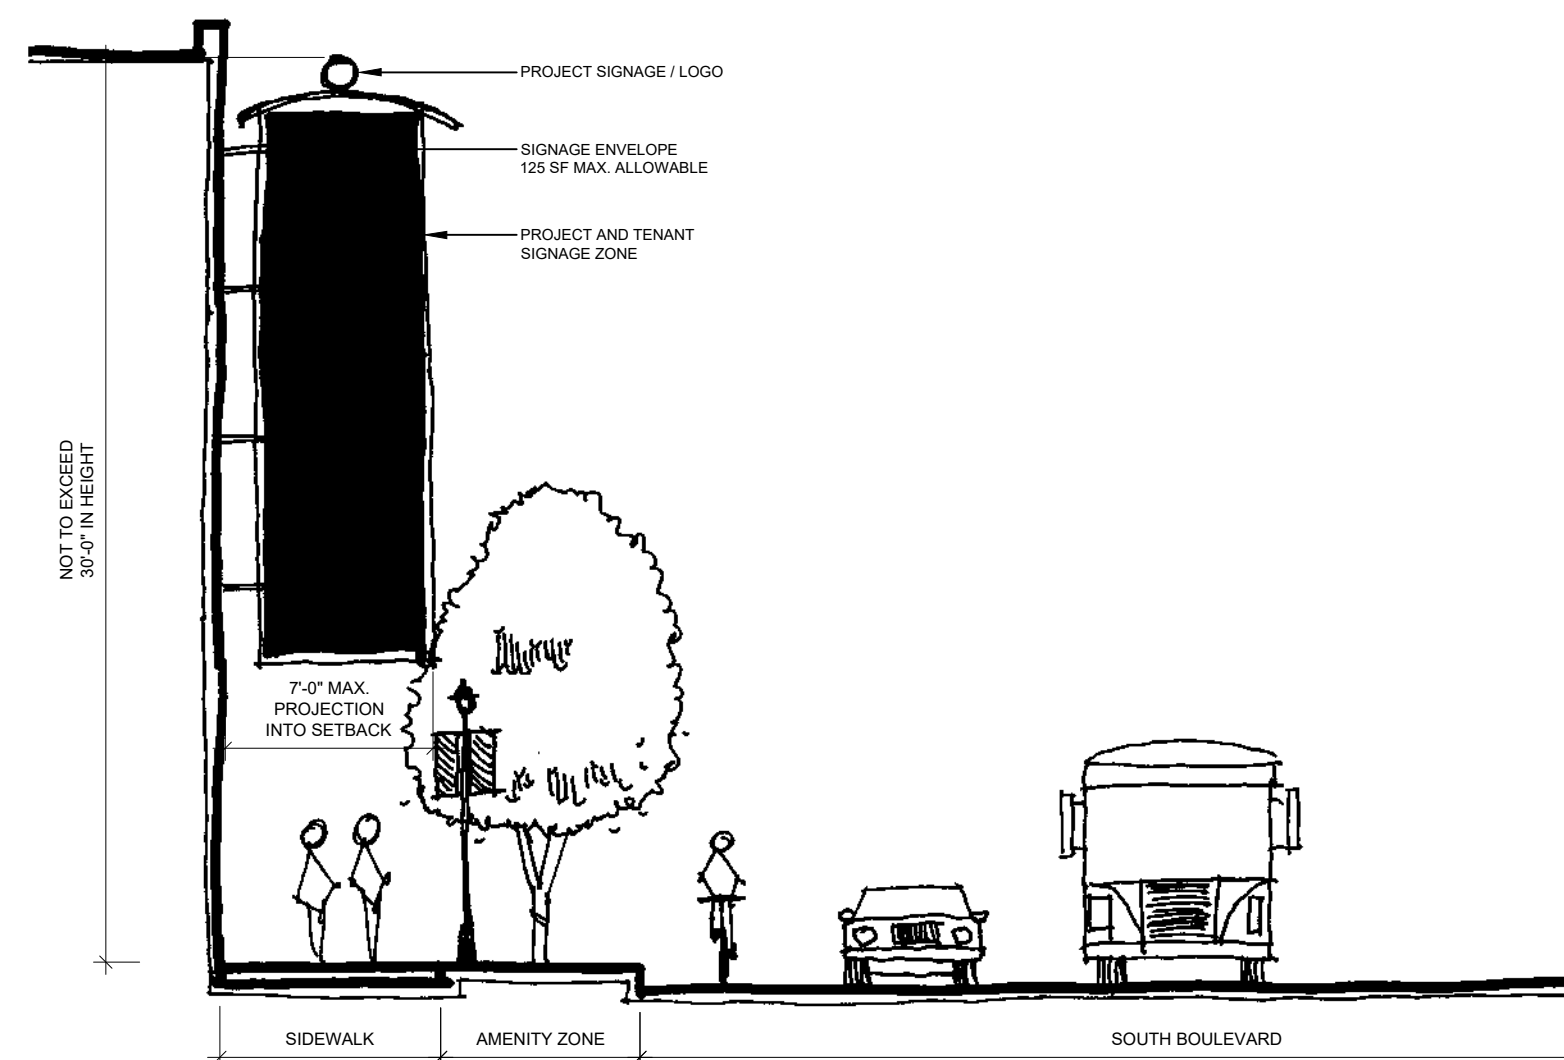 PROJECT SIGNAGE / LOGO
SIGNAGE ENVELOPE
125 SF MAX. ALLOWABLE
PROJECT AND TENANT
SIGNAGE ZONE
NOT TO EXCEED
30'-0" IN HEIGHT
7'-0" MAX.
PROJECTION
INTO SETBACK
SIDEWALK
AMENITY ZONE
SOUTH BOULEVARD